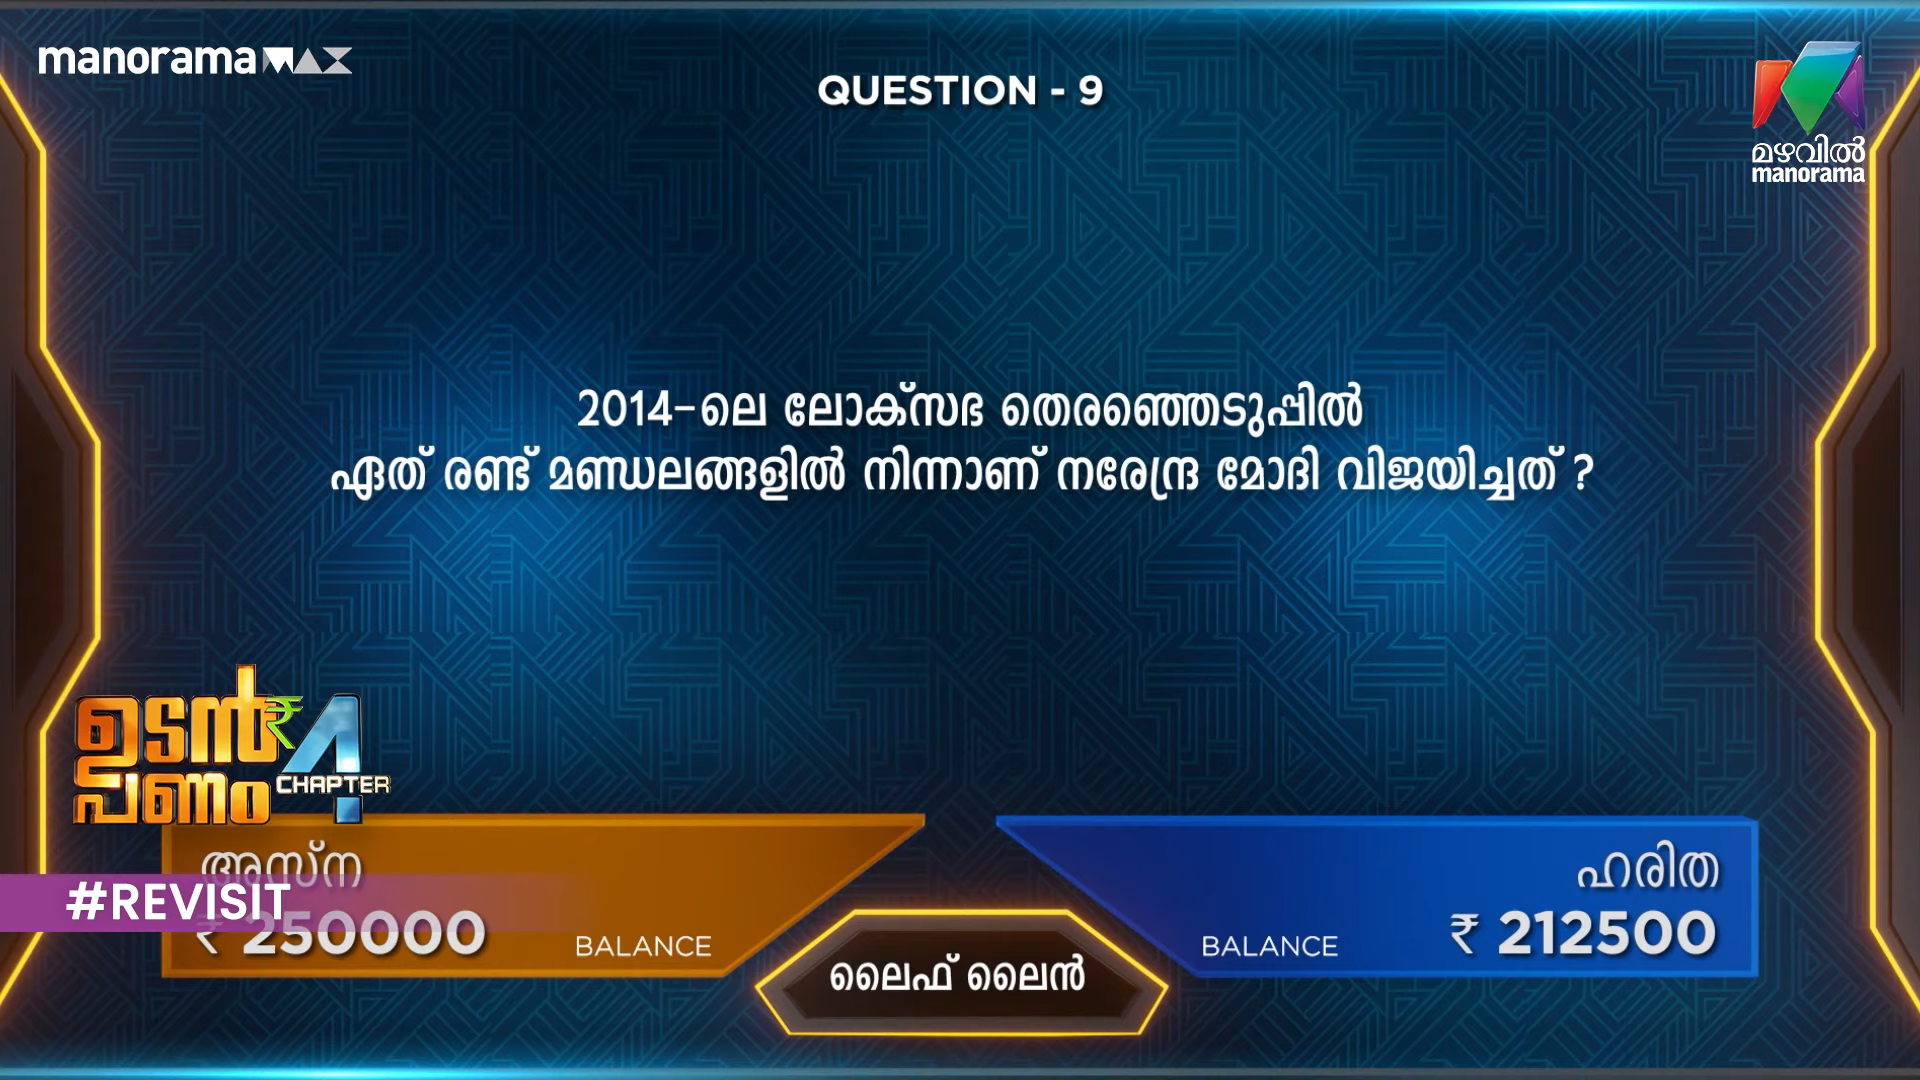 manorama MAX
QUESTION - 9
മഴവിൽ
manorama
2014-ലെ ലോക്സഭ തെരഞ്ഞെടുപ്പിൽ
ഏത് രണ്ട് മണ്ഡലങ്ങളിൽ നിന്നാണ് നരേന്ദ്ര മോദി വിജയിച്ചത് ?
ഉടൻ
പണം
CHAPTER 4
അസ്ന
#REVISIT
₹ 250000
BALANCE
ലൈഫ് ലൈൻ
ഹരിത
BALANCE
₹ 212500